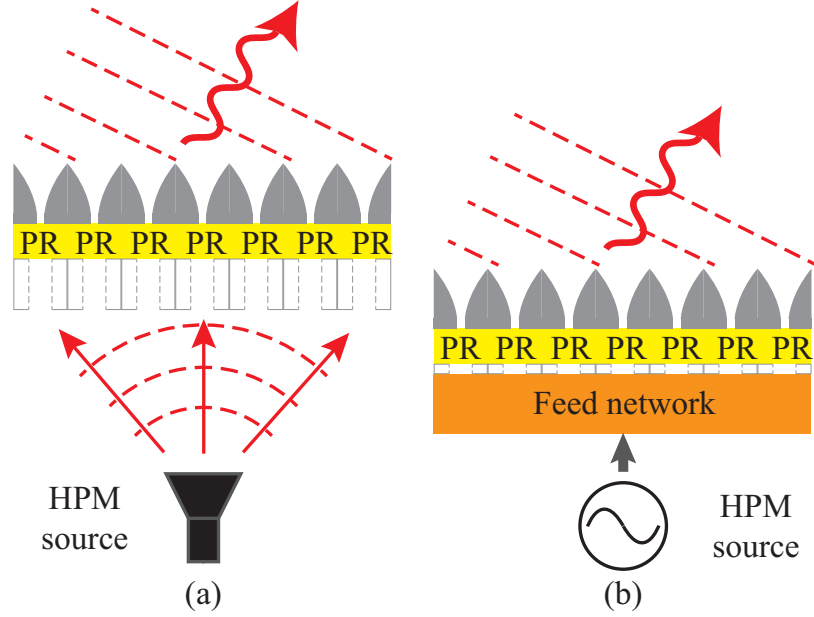 PR PR PR PR PR PR PR
HPM
source
(a)
PR PR PR PR PR PR PR
Feed network
HPM
source
(b)